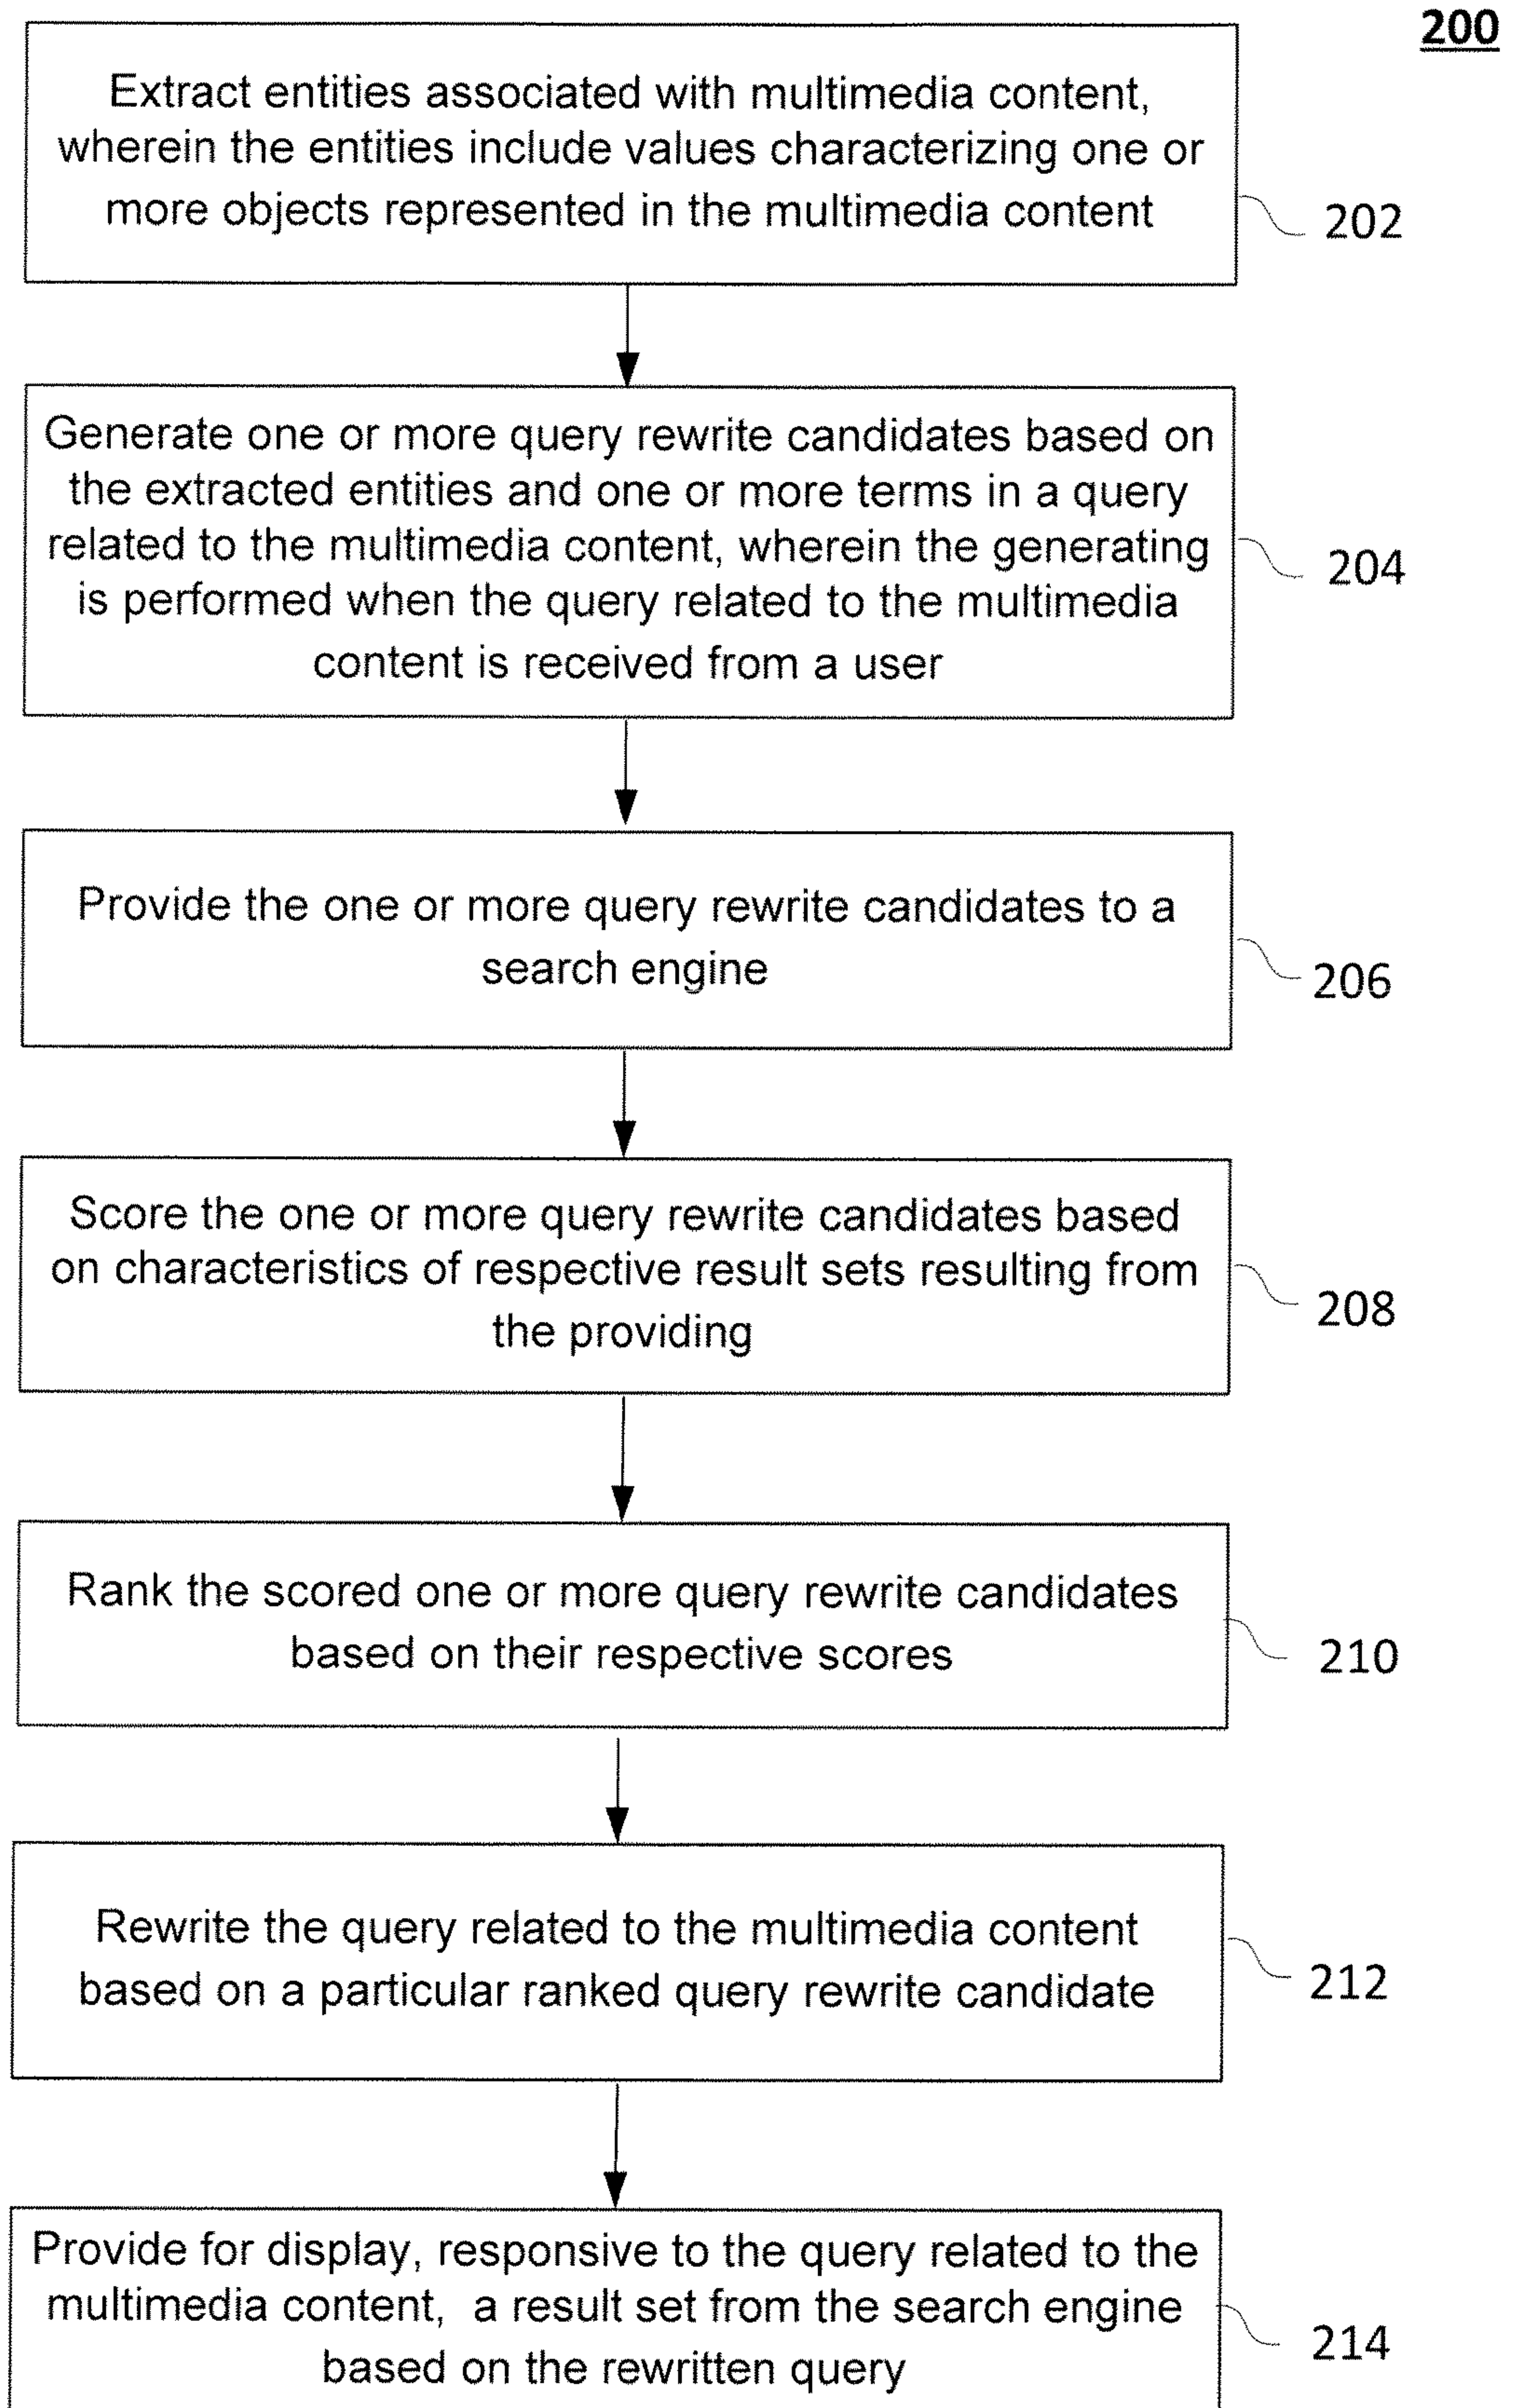 200
Extract entities associated with multimedia content,
wherein the entities include values characterizing one or
more objects represented in the multimedia content
202
Generate one or more query rewrite candidates based on
the extracted entities and one or more terms in a query
related to the multimedia content, wherein the generating
is performed when the query related to the multimedia
content is received from a user
204
Provide the one or more query rewrite candidates to a
search engine
206
Score the one or more query rewrite candidates based
on characteristics of respective result sets resulting from
the providing
208
Rank the scored one or more query rewrite candidates
based on their respective scores
210
Rewrite the query related to the multimedia content
based on a particular ranked query rewrite candidate
212
Provide for display, responsive to the query related to the
multimedia content, a result set from the search engine
based on the rewritten query
214